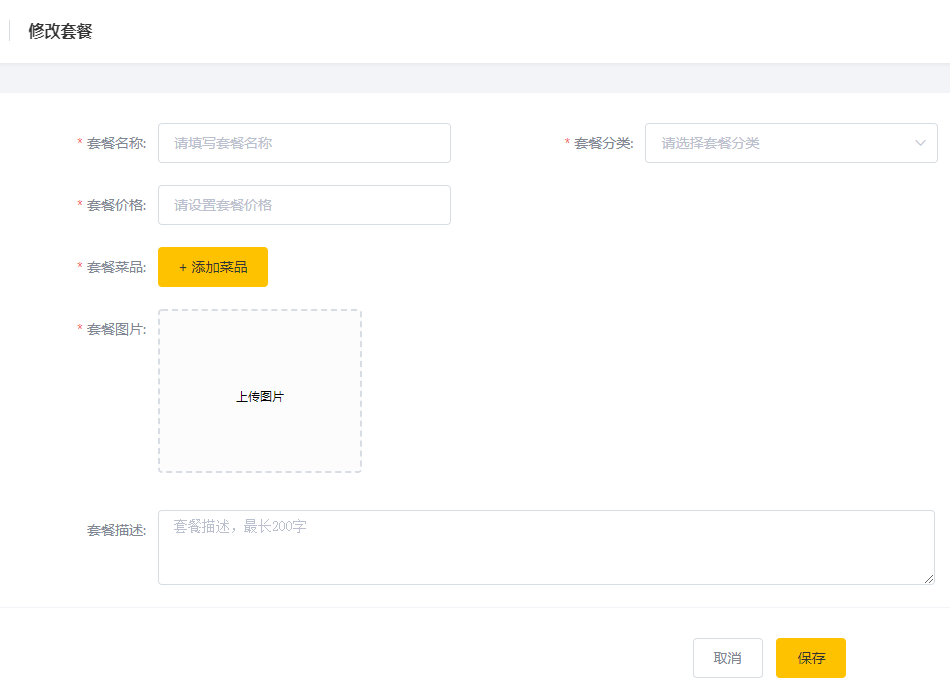 修改套餐
* 套餐名称: 请填写套餐名称
* 套餐分类: 请选择套餐分类
* 套餐价格: 请设置套餐价格
* 套餐菜品: + 添加菜品
* 套餐图片:
上传图片
套餐描述: 套餐描述，最长200字
取消 保存